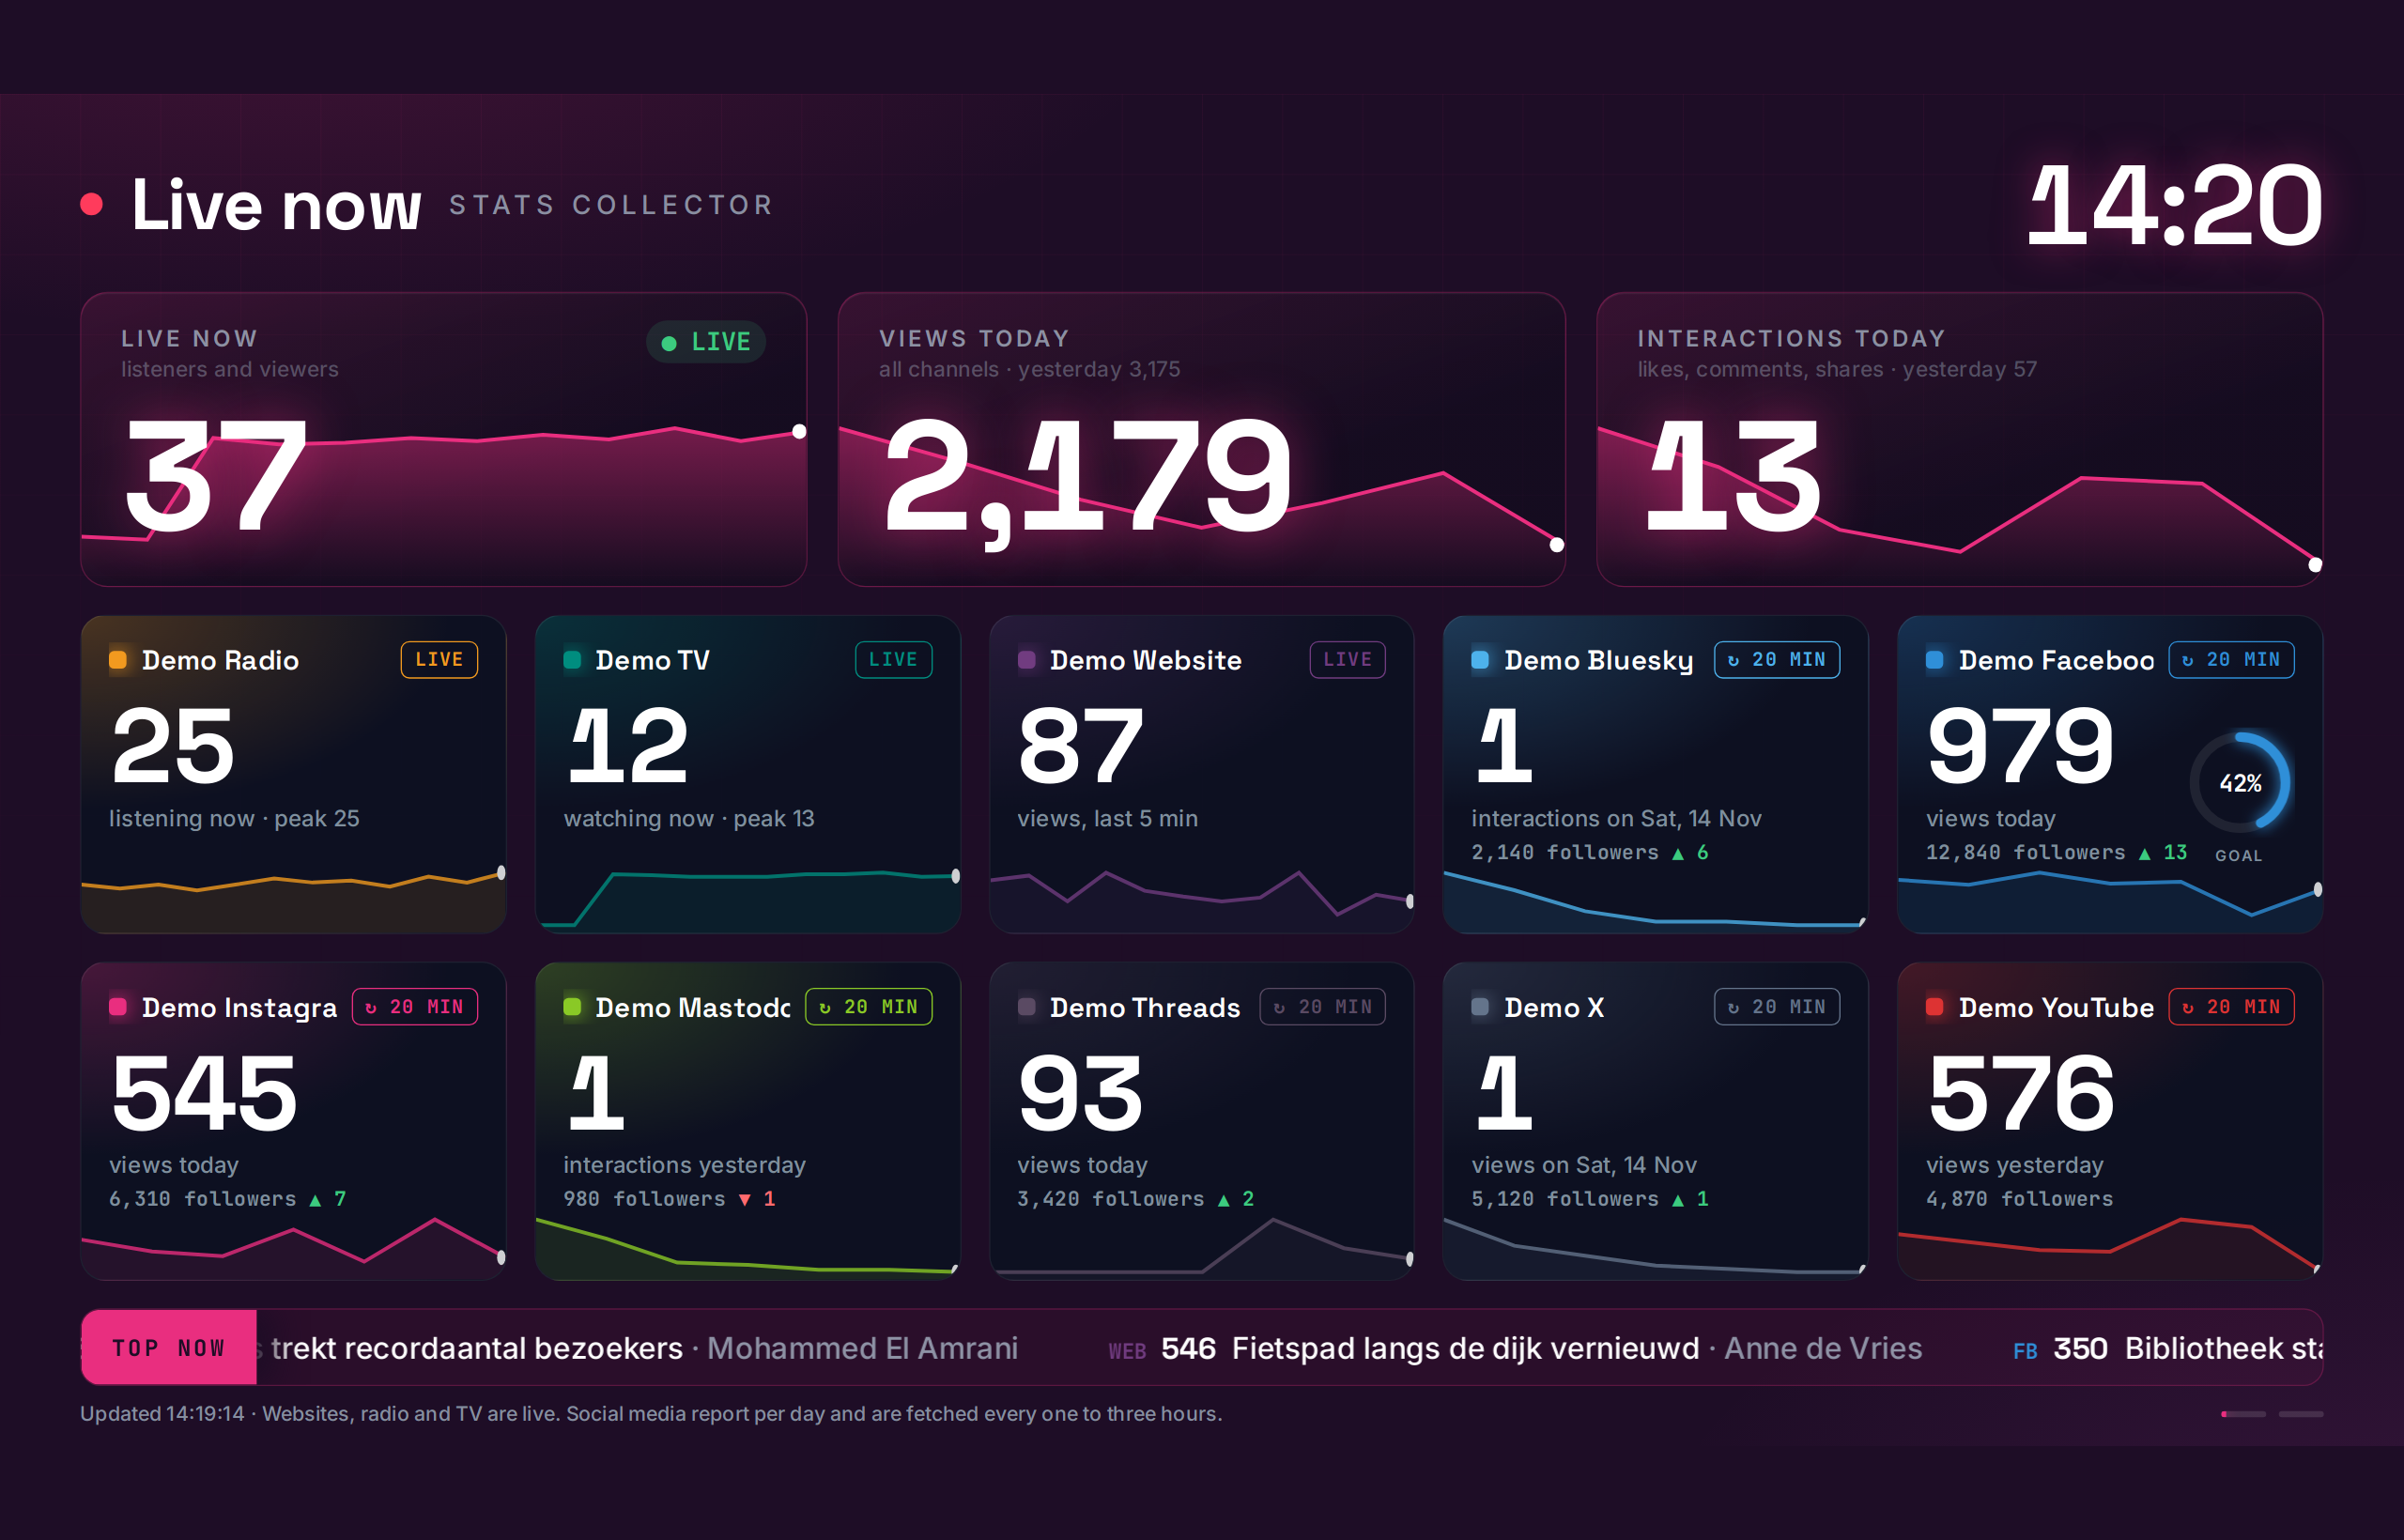 Live now STATS COLLECTOR
14:20
LIVE NOW
listeners and viewers
LIVE
37
VIEWS TODAY
all channels · yesterday 3,175
2,179
INTERACTIONS TODAY
likes, comments, shares · yesterday 57
13
Demo Radio LIVE
25
listening now · peak 25
Demo TV LIVE
12
watching now · peak 13
Demo Website LIVE
87
views, last 5 min
Demo Bluesky ↻ 20 MIN
1
interactions on Sat, 14 Nov
2,140 followers ▲ 6
Demo Faceboo ↻ 20 MIN
979
views today
12,840 followers ▲ 13
42%
GOAL
Demo Instagra ↻ 20 MIN
545
views today
6,310 followers ▲ 7
Demo Mastodo ↻ 20 MIN
1
interactions yesterday
980 followers ▼ 1
Demo Threads ↻ 20 MIN
93
views today
3,420 followers ▲ 2
Demo X ↻ 20 MIN
1
views on Sat, 14 Nov
5,120 followers ▲ 1
Demo YouTube ↻ 20 MIN
576
views yesterday
4,870 followers
TOP NOW s trekt recordaantal bezoekers · Mohammed El Amrani WEB 546 Fietspad langs de dijk vernieuwd · Anne de Vries FB 350 Bibliotheek sta
Updated 14:19:14 · Websites, radio and TV are live. Social media report per day and are fetched every one to three hours.